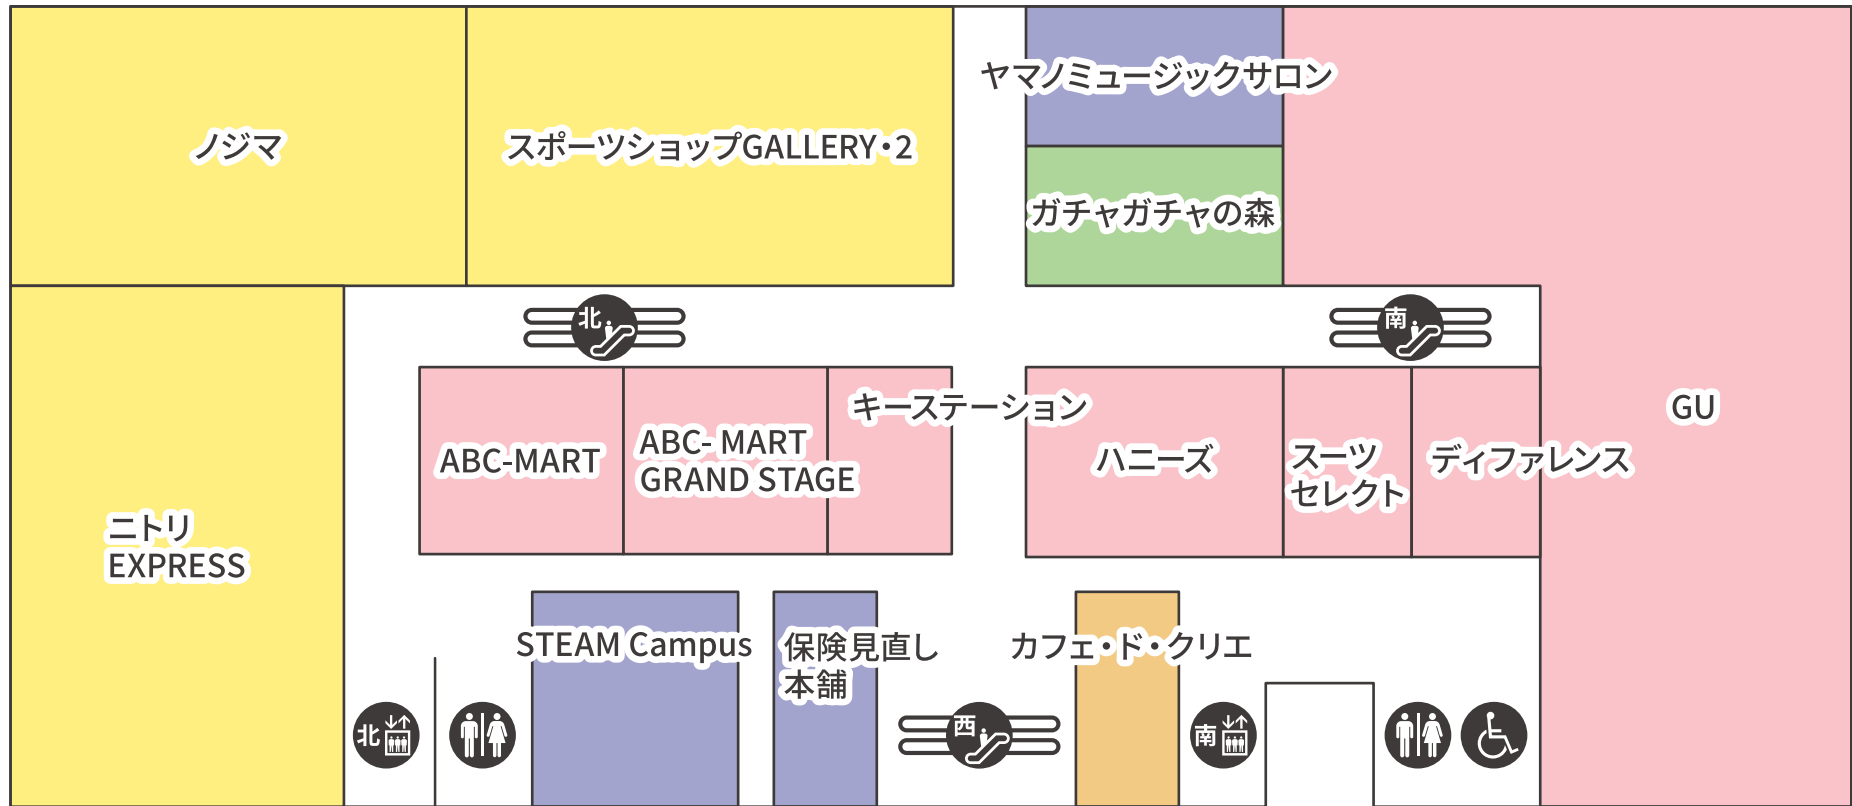 ヤマノミュージックサロン
ノジマ
スポーツショップGALLERY・2
ガチャガチャの森
北
南
キーステーション
GU
ABC-MART
ABC- MART
GRAND STAGE
ハニーズ
スーツ
セレクト
ディファレンス
ニトリ
EXPRESS
STEAM Campus
保険見直し
本舗
カフェ・ド・クリエ
北
西
南